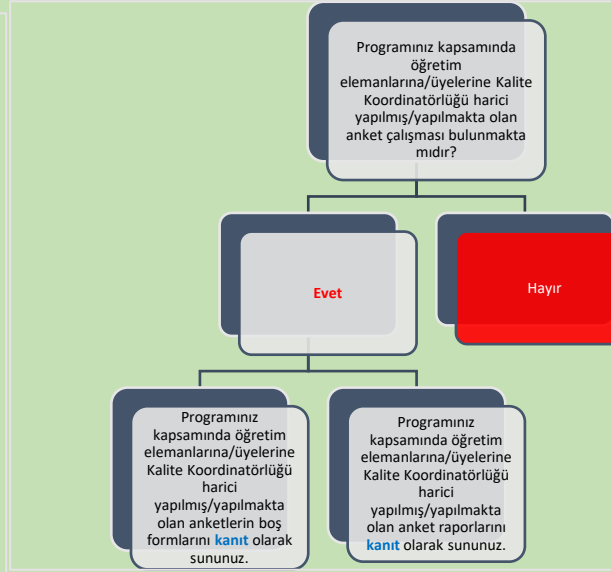 Programınız kapsamında
öğretim
elemanlarına/üyelerine Kalite
Koordinatörlüğü harici
yapılmış/yapılmakta olan
anket çalışması bulunmakta
mıdır?
Evet
Hayır
Programınız
kapsamında öğretim
elemanlarına/üyelerine
Kalite Koordinatörlüğü
harici
yapılmış/yapılmakta
olan anketlerin boş
formlarını kanıt olarak
sununuz.
Programınız
kapsamında öğretim
elemanlarına/üyelerine
Kalite Koordinatörlüğü
harici
yapılmış/yapılmakta
olan anket raporlarını
kanıt olarak sununuz.